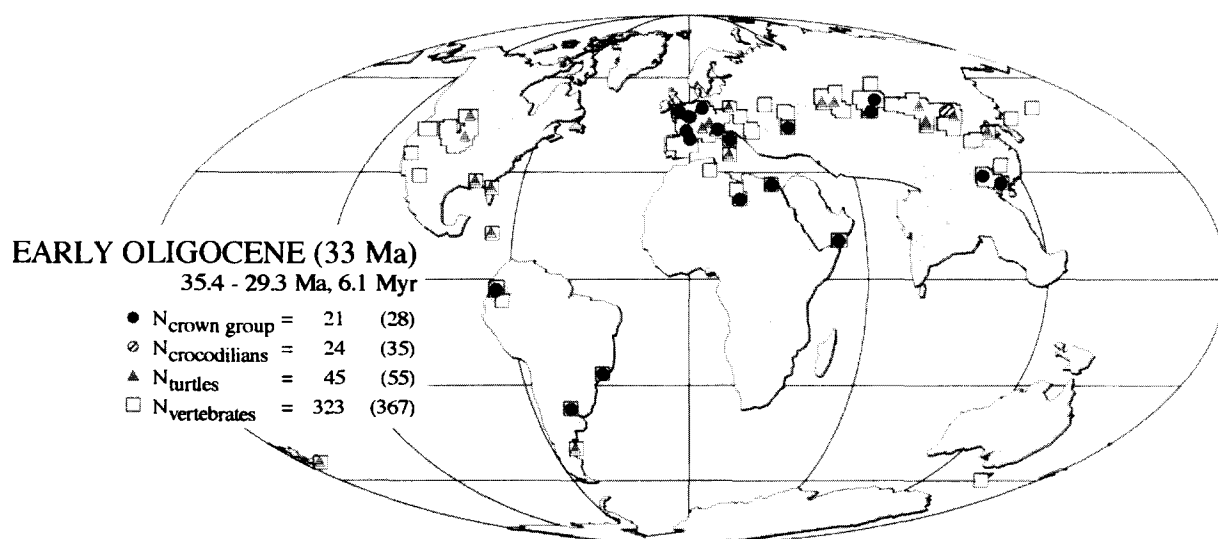 EARLY OLIGOCENE (33 Ma)
35.4 - 29.3 Ma, 6.1 Myr
N crown group = 21 (28)
N crocodilians = 24 (35)
N turtles = 45 (55)
N vertebrates = 323 (367)